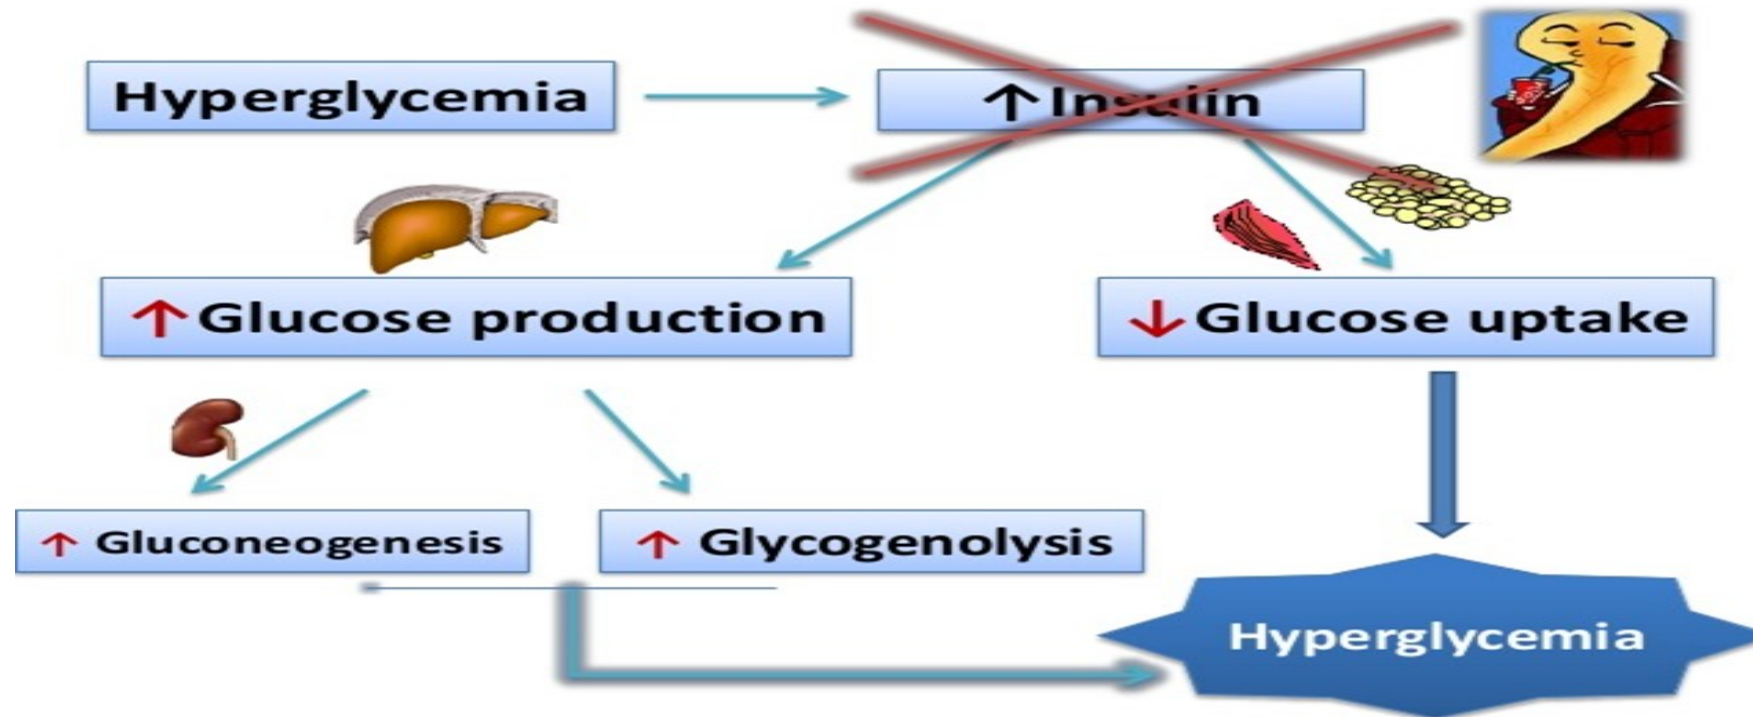 Hyperglycemia
↑Insulin
↑Glucose production
↓Glucose uptake
↑ Gluconeogenesis
↑ Glycogenolysis
Hyperglycemia